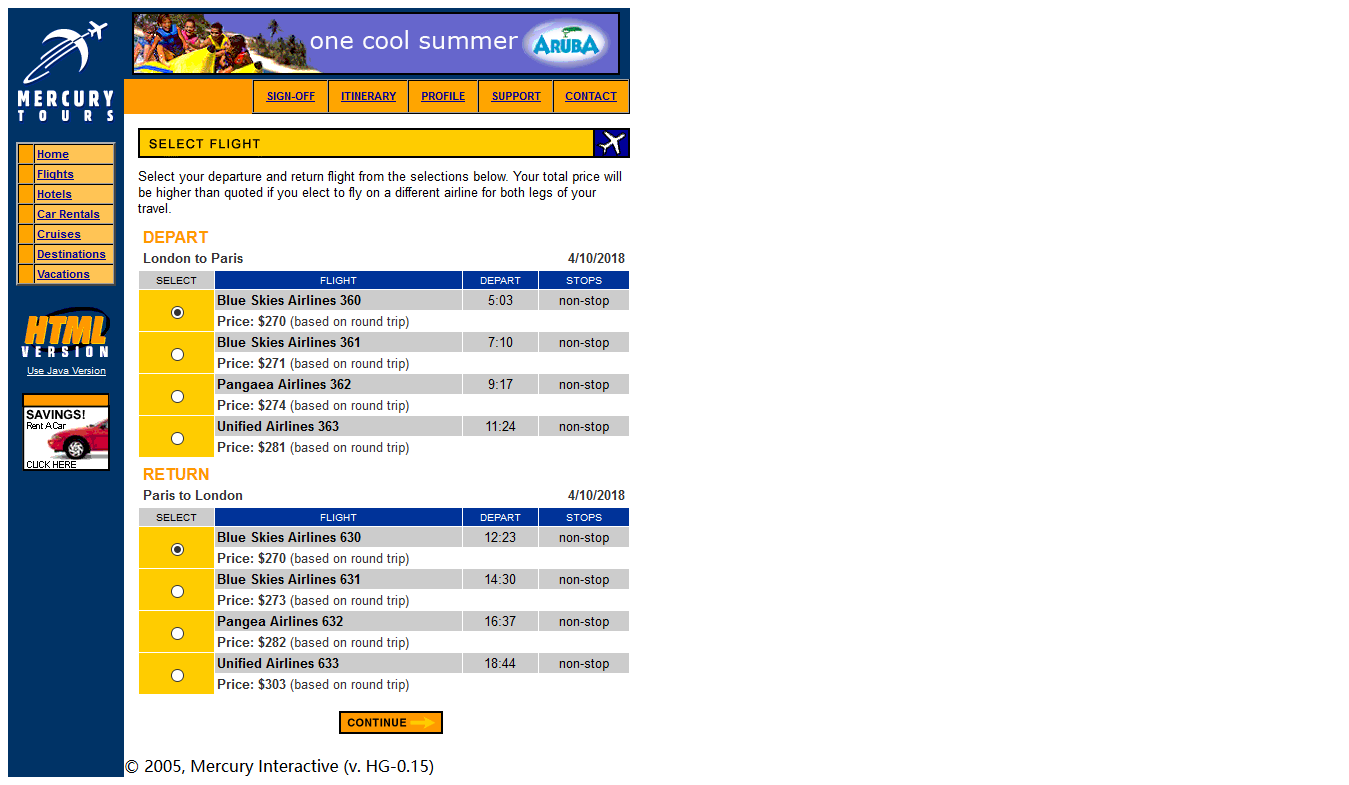 one cool summer ARUBA
MERCURY
TOURS
SIGN-OFF ITINERARY PROFILE SUPPORT CONTACT
Home
Flights
Hotels
Car Rentals
Cruises
Destinations
Vacations
HTML
VERSION
Use Java Version
SAVINGS!
Rent A Car
CLICK HERE
SELECT FLIGHT
Select your departure and return flight from the selections below. Your total price will
be higher than quoted if you elect to fly on a different airline for both legs of your
travel.
DEPART
London to Paris 4/10/2018
SELECT FLIGHT DEPART STOPS
Blue Skies Airlines 360 5:03 non-stop
Price: $270 (based on round trip)
Blue Skies Airlines 361 7:10 non-stop
Price: $271 (based on round trip)
Pangaea Airlines 362 9:17 non-stop
Price: $274 (based on round trip)
Unified Airlines 363 11:24 non-stop
Price: $281 (based on round trip)
RETURN
Paris to London 4/10/2018
SELECT FLIGHT DEPART STOPS
Blue Skies Airlines 630 12:23 non-stop
Price: $270 (based on round trip)
Blue Skies Airlines 631 14:30 non-stop
Price: $273 (based on round trip)
Pangea Airlines 632 16:37 non-stop
Price: $282 (based on round trip)
Unified Airlines 633 18:44 non-stop
Price: $303 (based on round trip)
CONTINUE
© 2005, Mercury Interactive (v. HG-0.15)